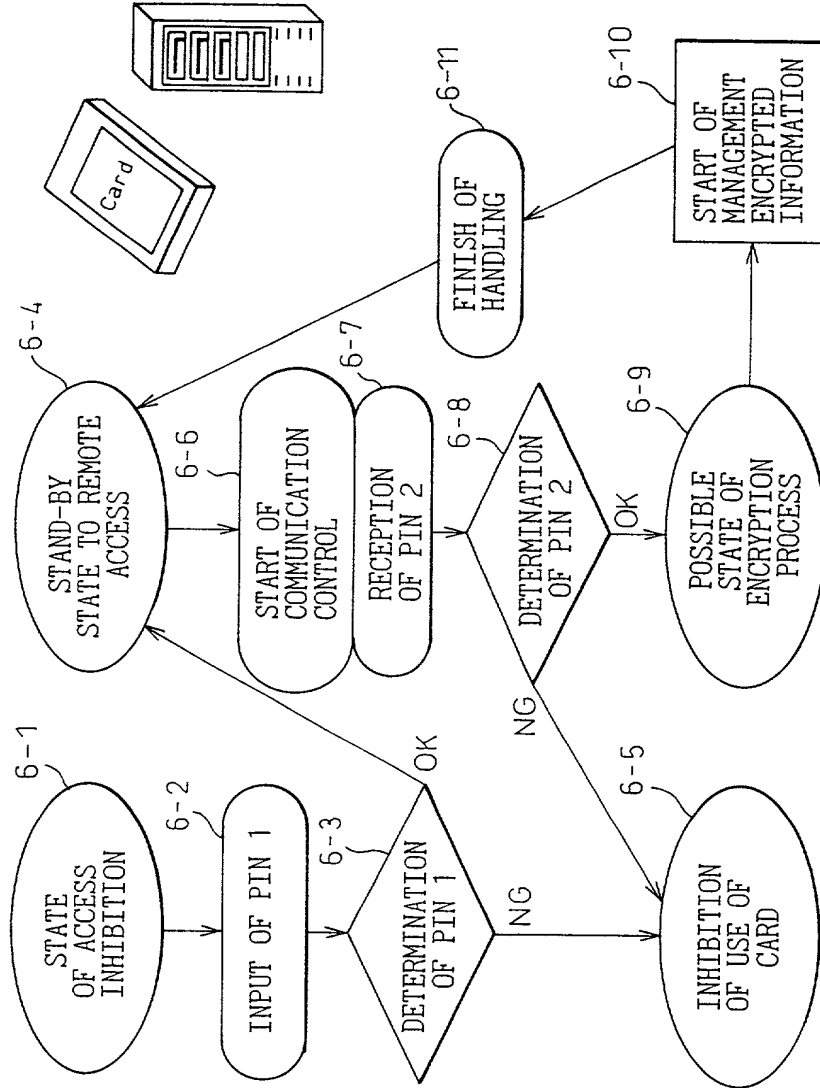 6-1
STATE
OF ACCESS
INHIBITION
6-2
INPUT OF PIN 1
6-3
DETERMINATION
OF PIN 1
OK
NG
6-5
INHIBITION
OF USE OF
CARD
6-4
STAND-BY
STATE TO REMOTE
ACCESS
6-6
START OF
COMMUNICATION
CONTROL
6-7
RECEPTION
OF PIN 2
6-8
DETERMINATION
OF PIN 2
NG
OK
6-9
POSSIBLE
STATE OF
ENCRYPTION
PROCESS
Card
6-11
FINISH OF
HANDLING
6-10
START OF
MANAGEMENT
ENCRYPTED
INFORMATION